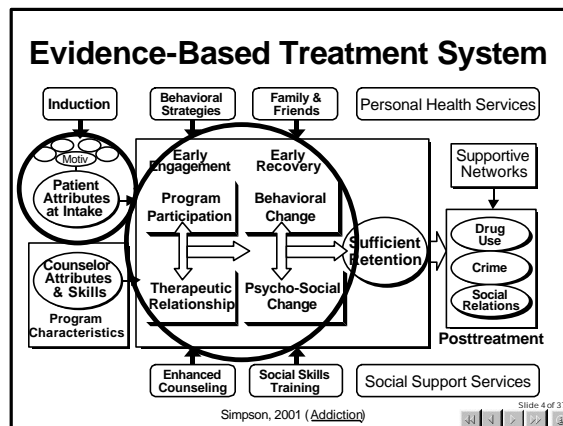 Evidence-Based Treatment System
Induction
Behavioral
Strategies
Family &
Friends
Personal Health Services
Motiv
Patient
Attributes
at Intake
Early
Engagement
Early
Recovery
Program
Participation
Behavioral
Change
Supportive
Networks
Sufficient
Retention
Drug
Use
Crime
Social
Relations
Posttreatment
Counselor
Attributes
& Skills
Program
Characteristics
Therapeutic
Relationship
Psycho-Social
Change
Enhanced
Counseling
Social Skills
Training
Social Support Services
Simpson, 2001 (Addiction)
Slide 4 of 37